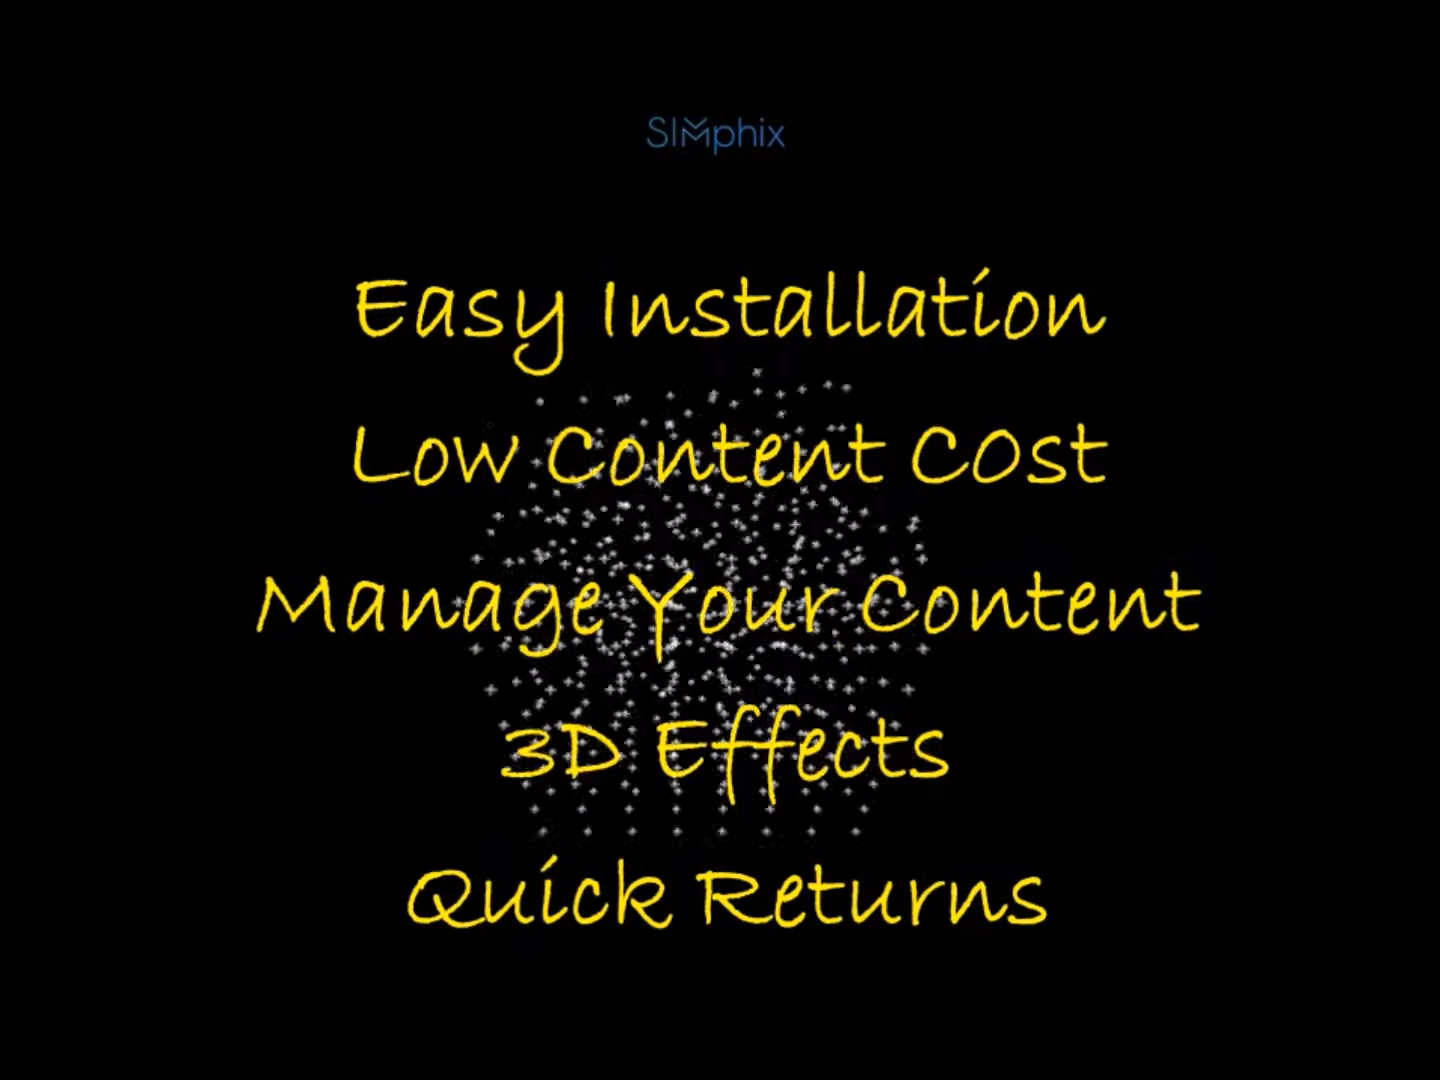 SIMphix
Easy Installation
Low Content COst
Manage Your Content
3D Effects
Quick Returns